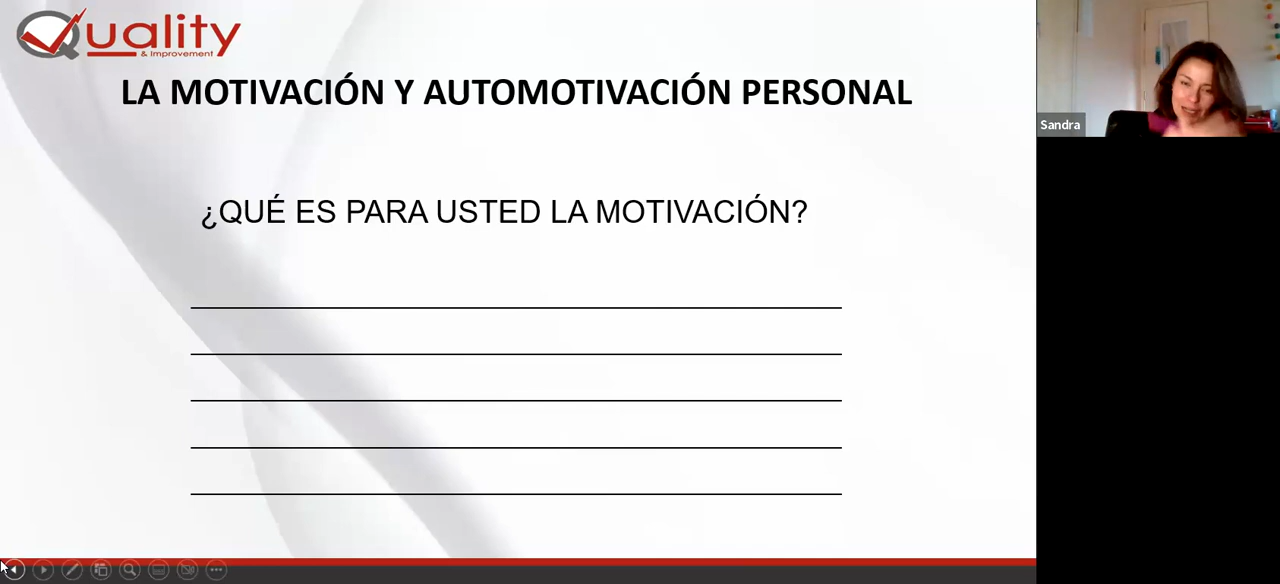 Quality
& Improvement
LA MOTIVACIÓN Y AUTOMOTIVACIÓN PERSONAL
Sandra
¿QUÉ ES PARA USTED LA MOTIVACIÓN?